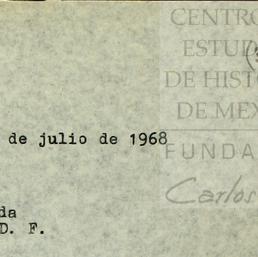 CENTRO
ESTUD
DE HIST
DE MEX
de julio de 1968
FUNDA
Carlos
da
D. F.